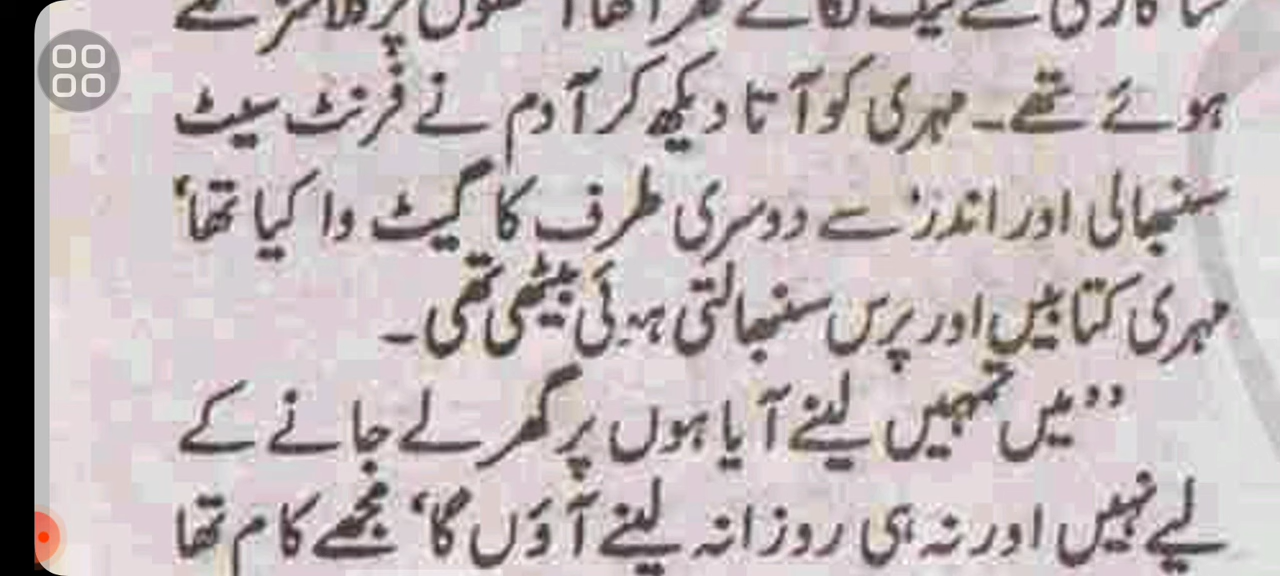 ہوئے تھے۔ مہری کو آتا دیکھ کر آدم نے فرنٹ سیٹ
سنبھالی اور اندر سے دوسری طرف کا گیٹ وا کیا تھا‘
مہری کتابیں اور پرس سنبھالتی ہوئی بیٹھی تھی۔
’’میں تمہیں لینے آیا ہوں پر گھر لے جانے کے
لیے نہیں اور نہ ہی روزانہ لینے آؤں گا‘ مجھے کام تھا